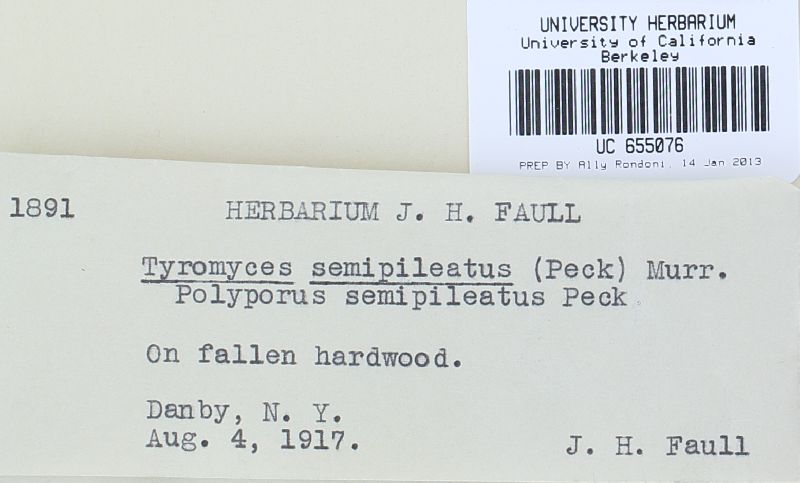 UNIVERSITY HERBARIUM
University of California
Berkeley
UC 655076
PREP BY Ally Rondoni, 14 Jan 2013
1891 HERBARIUM J. H. FAULL
Tyromyces semipileatus (Peck) Murr.
Polyporus semipileatus Peck
On fallen hardwood.
Danby, N. Y.
Aug. 4, 1917. J. H. Faull